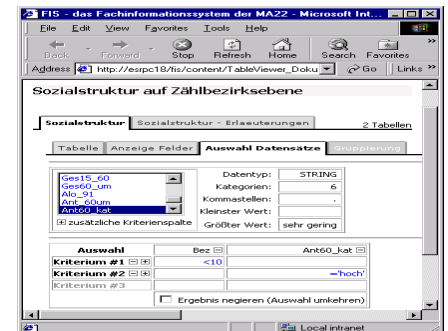 FIS - das Fachinformationssystem der MA22 - Microsoft Int...
File Edit View Favorites Tools Help
Back Forward Stop Refresh Home Search Favorites »
Address http://esrpc18/fis/content/TableViewer_Doku Go Links »
Sozialstruktur auf Zählbezirksebene
Sozialstruktur Sozialstruktur - Erlaeuterungen 2 Tabellen
Tabelle Anzeige Felder Auswahl Datensätze Gruppierung
Ges15_60
Ges60_um
Alo_91
Ant_60um
Ant60_kat
zusätzliche Kriterienspalte
Datentyp: STRING
Kategorien: 6
Kommastellen: .
Kleinster Wert:
Größter Wert: sehr gering
Auswahl Bez Ant60_kat
Kriterium #1 <10
Kriterium #2 ='hoch'
Kriterium #3
Ergebnis negieren (Auswahl umkehren)
Local intranet